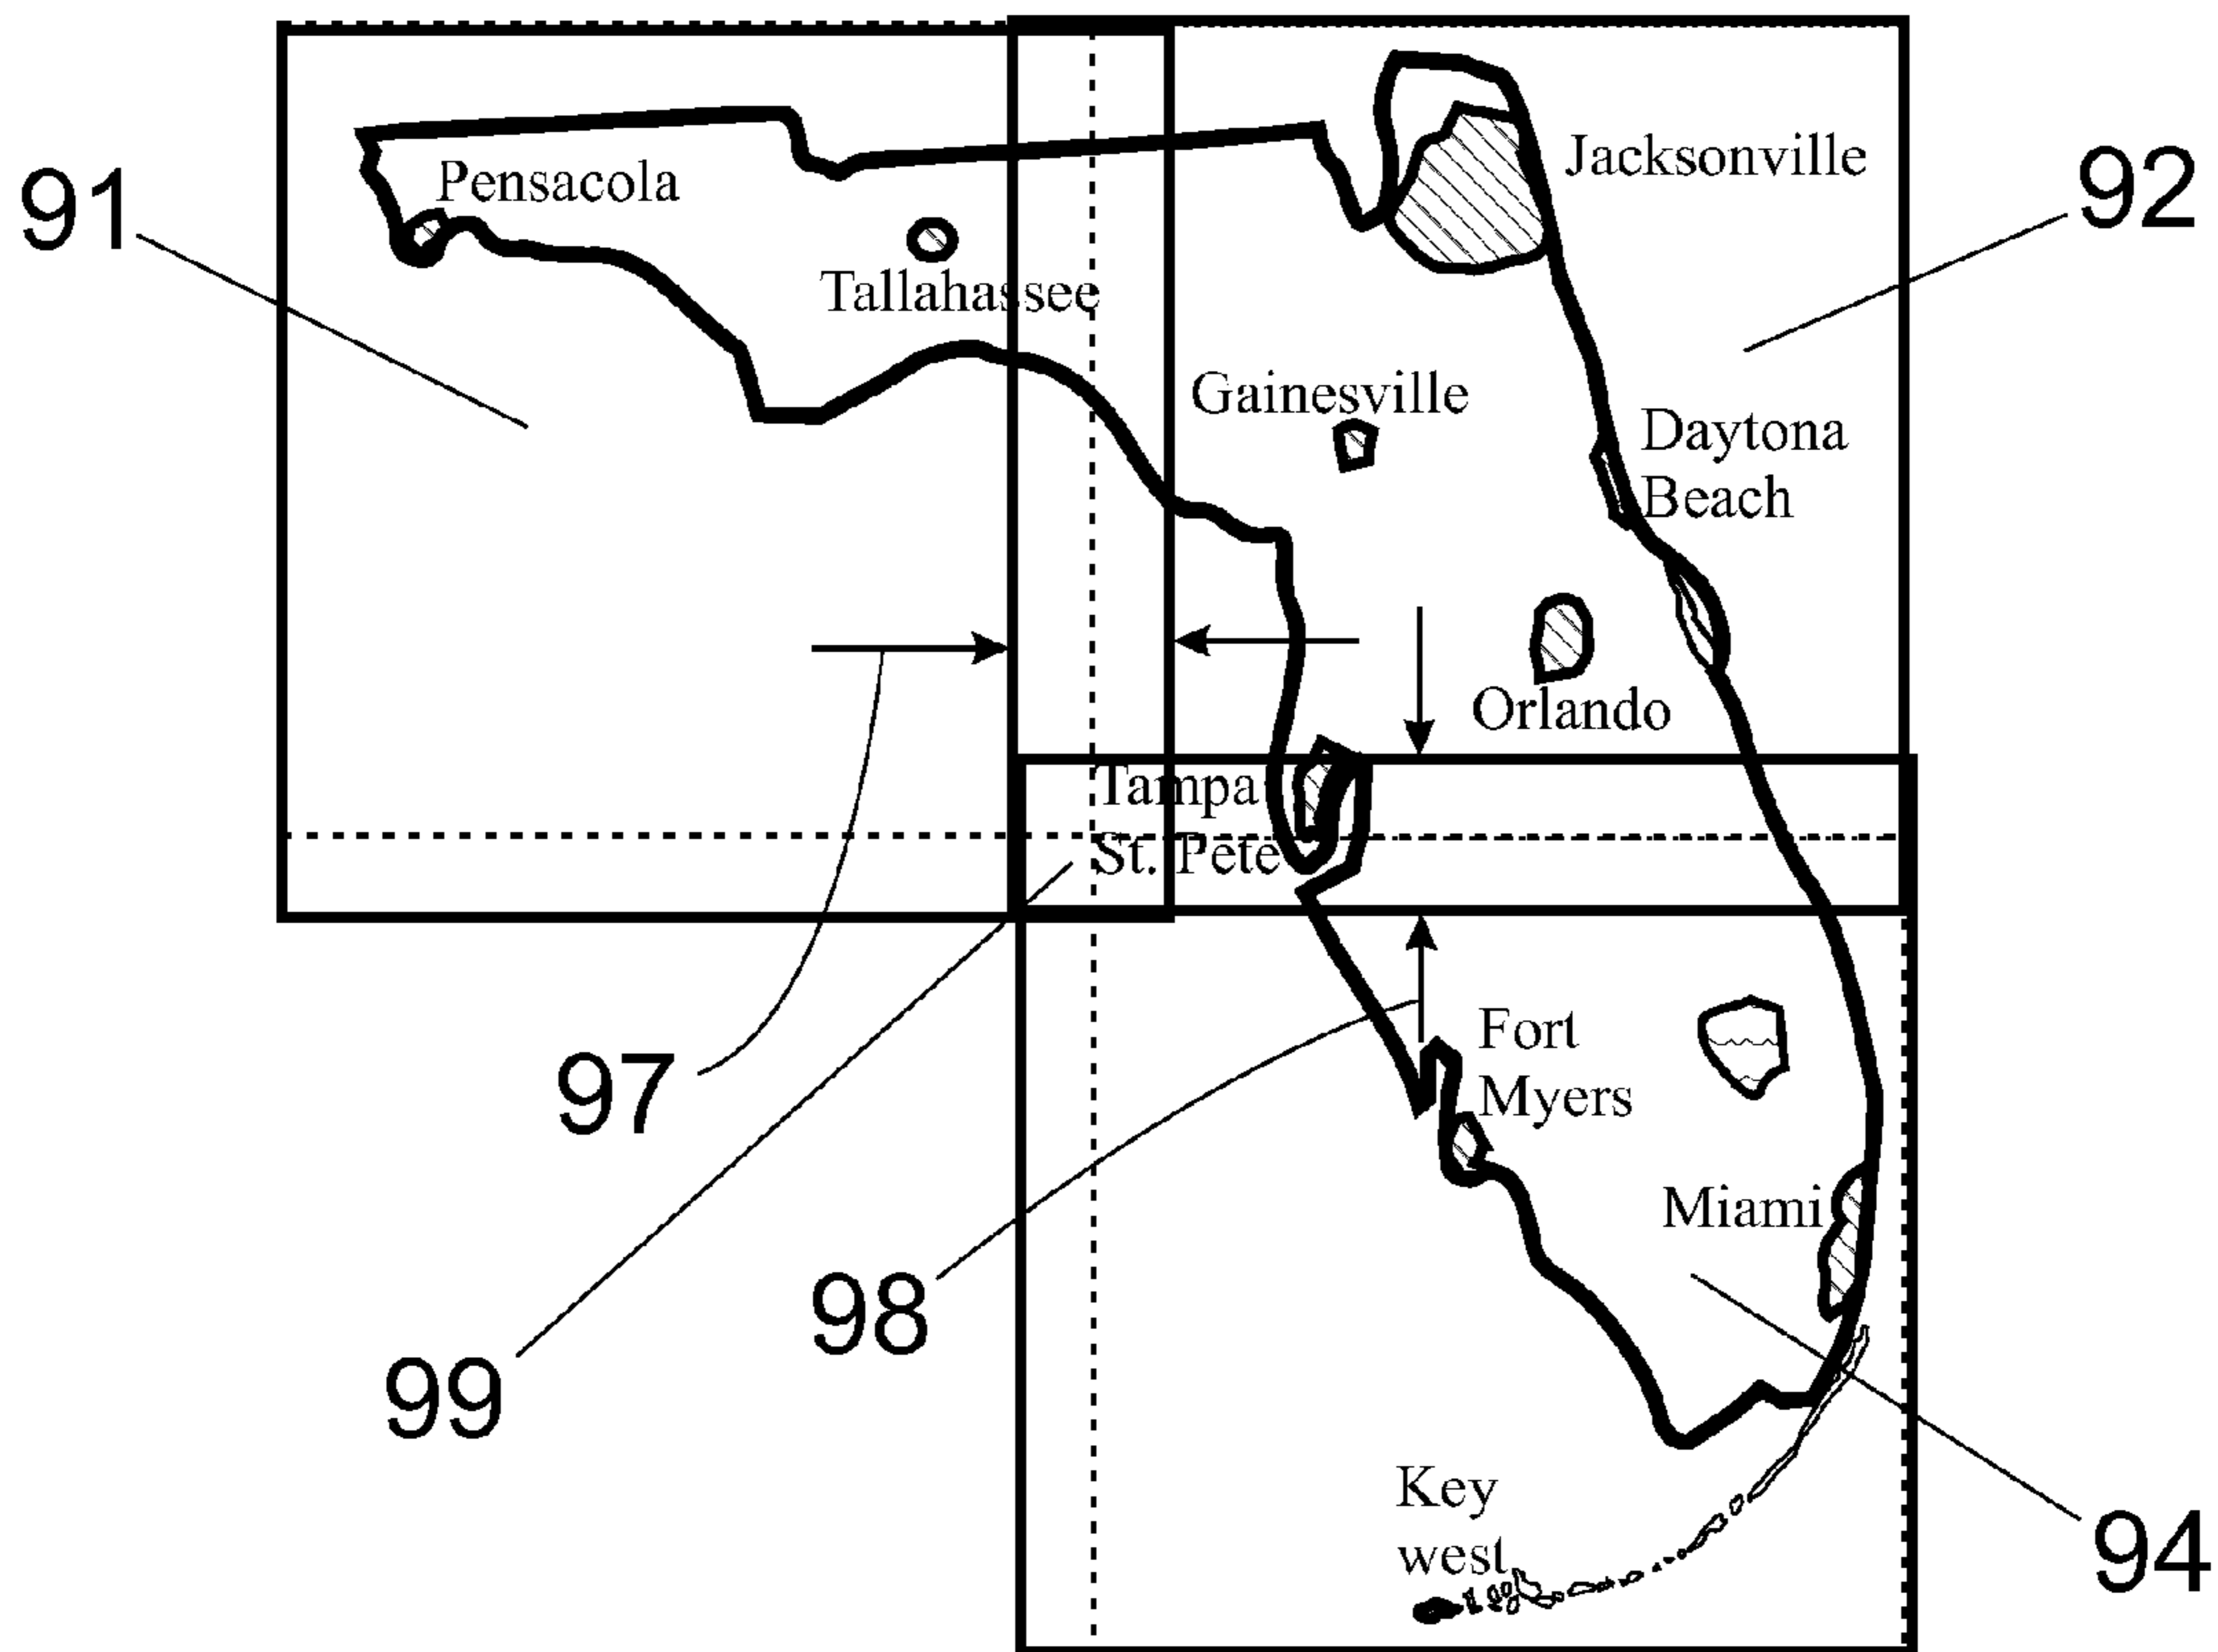 Jacksonville
91
Pensacola
92
Tallahassee
Gainesville
Daytona
Beach
Orlando
Tampa
St. Pete
Fort
Myers
97
Miami
98
99
Key
west
94